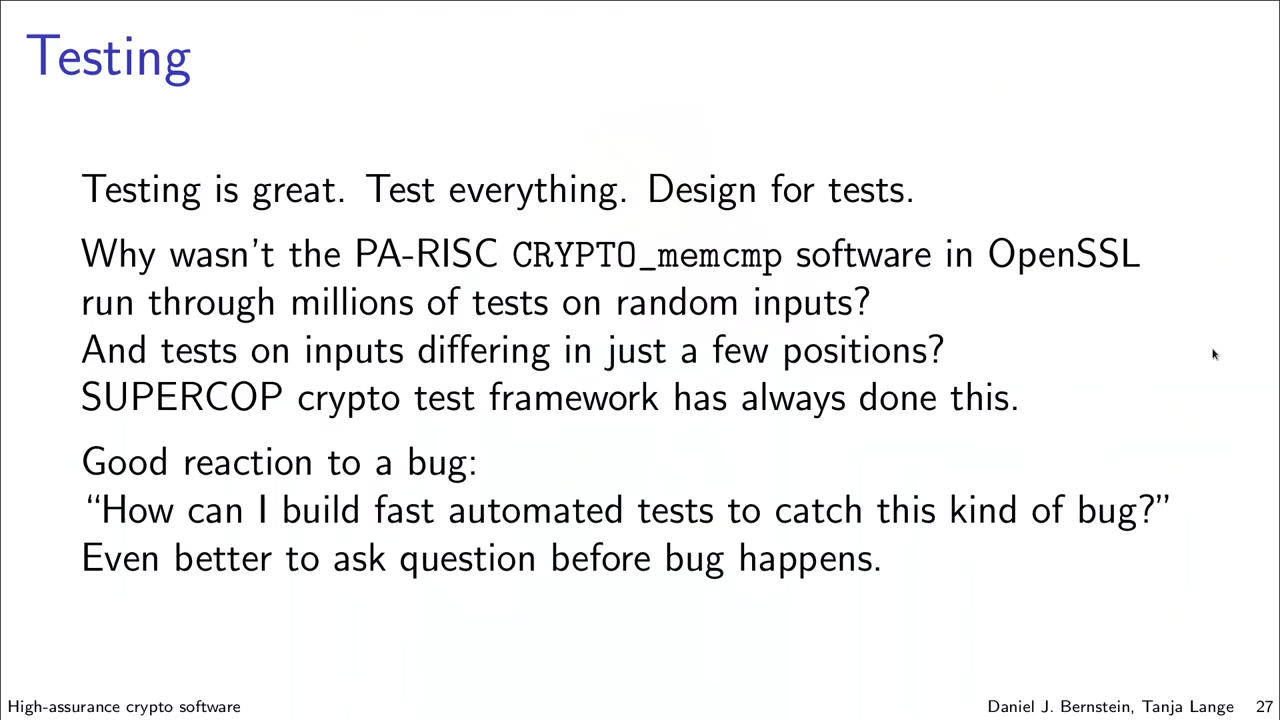 Testing
Testing is great. Test everything. Design for tests.
Why wasn't the PA-RISC CRYPTO_memcmp software in OpenSSL
run through millions of tests on random inputs?
And tests on inputs differing in just a few positions?
SUPERCOP crypto test framework has always done this.
Good reaction to a bug:
“How can I build fast automated tests to catch this kind of bug?”
Even better to ask question before bug happens.
High-assurance crypto software
Daniel J. Bernstein, Tanja Lange 27